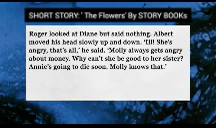 SHORT STORY: ' The Flowers' By STORY BOOKs
Roger looked at Diane but said nothing. Albert
moved his head slowly up and down. 'Ill! She's
angry, that's all,' he said. 'Molly always gets angry
about money. Why can't she be good to her sister?
Annie's going to die soon. Molly knows that.'